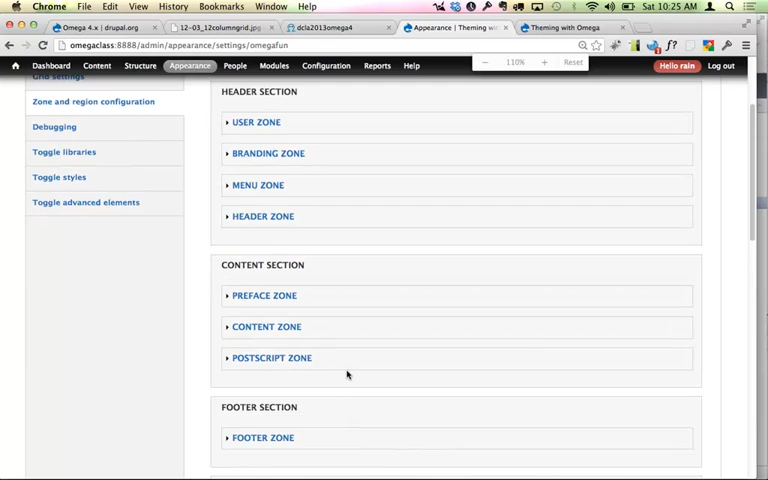 Chrome File Edit View History Bookmarks Window Help Sat 10:25 AM
Omega 4.x | drupal.org 12-03_12columngrid.jpg dcla2013omega4 Appearance | Theming wi Theming with Omega
omegaclass:8888/admin/appearance/settings/omegafun
Dashboard Content Structure Appearance People Modules Configuration Reports Help 110% Reset Hello rain Log out
Grid settings
Zone and region configuration
Debugging
Toggle libraries
Toggle styles
Toggle advanced elements
HEADER SECTION
USER ZONE
BRANDING ZONE
MENU ZONE
HEADER ZONE
CONTENT SECTION
PREFACE ZONE
CONTENT ZONE
POSTSCRIPT ZONE
FOOTER SECTION
FOOTER ZONE